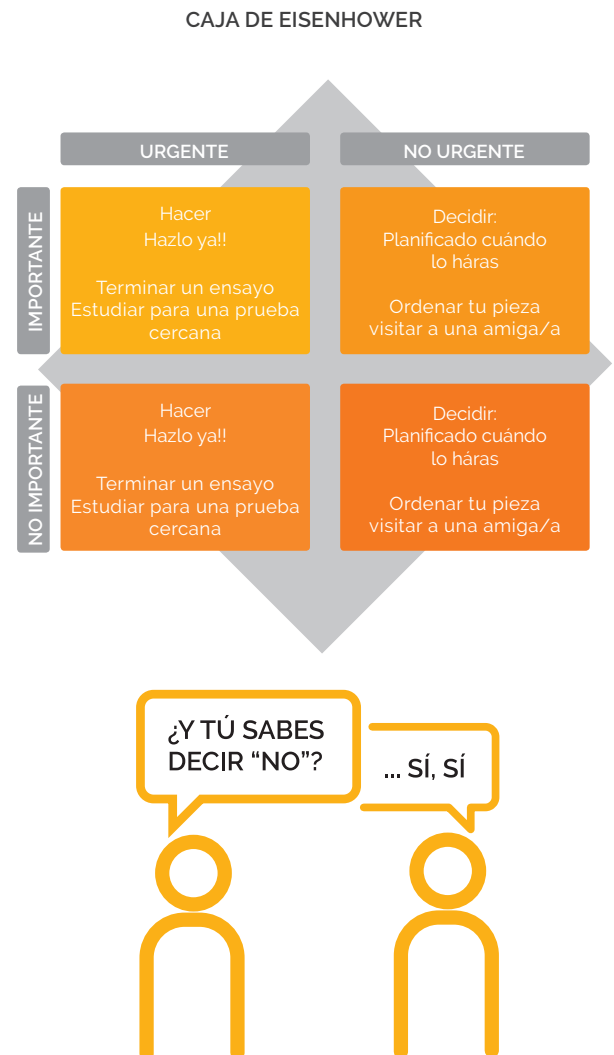 CAJA DE EISENHOWER
URGENTE
NO URGENTE
IMPORTANTE
Hacer
Hazlo ya!!
Terminar un ensayo
Estudiar para una prueba
cercana
Decidir:
Planificado cuándo
lo háras
Ordenar tu pieza
visitar a una amiga/a
NO IMPORTANTE
Hacer
Hazlo ya!!
Terminar un ensayo
Estudiar para una prueba
cercana
Decidir:
Planificado cuándo
lo háras
Ordenar tu pieza
visitar a una amiga/a
¿Y TÚ SABES
DECIR “NO”?
... SÍ, SÍ